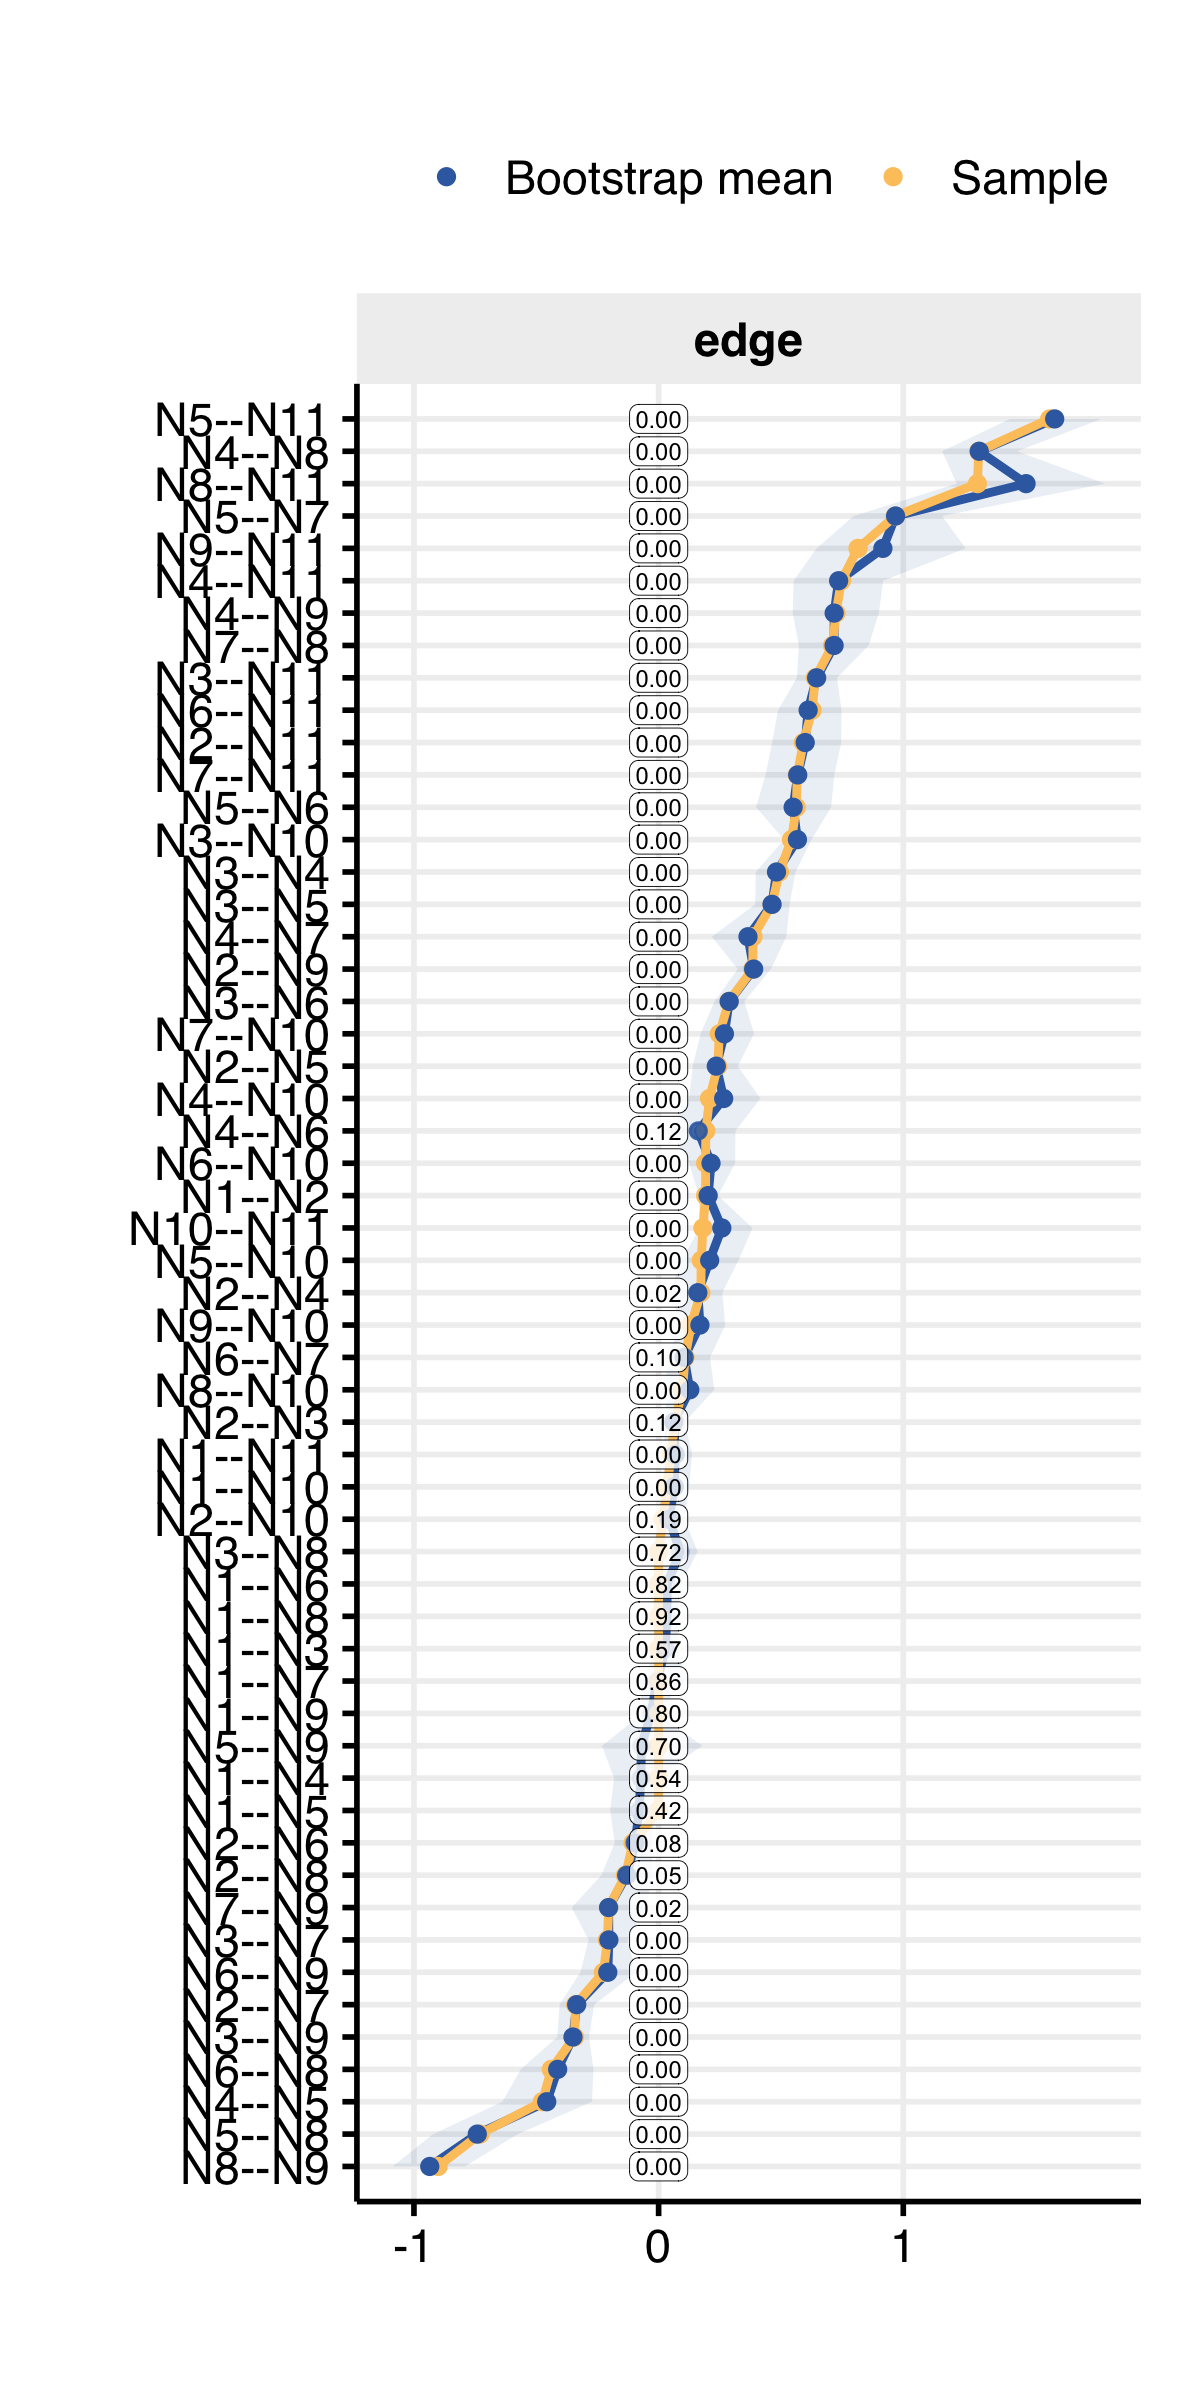 Bootstrap mean Sample
edge
N5--N11 0.00
N4--N8 0.00
N8--N11 0.00
N5--N7 0.00
N9--N11 0.00
N4--N11 0.00
N4--N9 0.00
N7--N8 0.00
N3--N11 0.00
N6--N11 0.00
N2--N11 0.00
N7--N11 0.00
N5--N6 0.00
N3--N10 0.00
N3--N4 0.00
N3--N5 0.00
N4--N7 0.00
N2--N9 0.00
N3--N6 0.00
N7--N10 0.00
N2--N5 0.00
N4--N10 0.00
N4--N6 0.12
N6--N10 0.00
N1--N2 0.00
N10--N11 0.00
N5--N10 0.00
N2--N4 0.02
N9--N10 0.00
N6--N7 0.10
N8--N10 0.00
N2--N3 0.12
N1--N11 0.00
N1--N10 0.00
N2--N10 0.19
N3--N8 0.72
N1--N6 0.82
N1--N8 0.92
N1--N3 0.57
N1--N7 0.86
N1--N9 0.80
N5--N9 0.70
N1--N4 0.54
N1--N5 0.42
N2--N6 0.08
N2--N8 0.05
N7--N9 0.02
N3--N7 0.00
N6--N9 0.00
N2--N7 0.00
N3--N9 0.00
N6--N8 0.00
N4--N5 0.00
N5--N8 0.00
N8--N9 0.00
-1 0 1